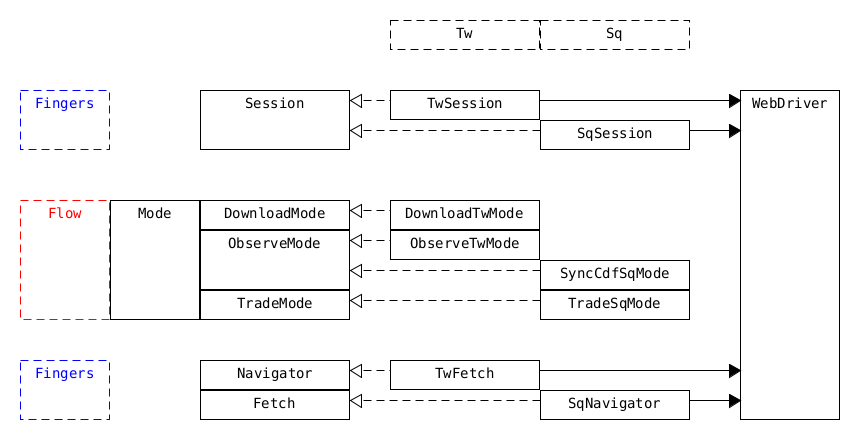 Tw Sq
Fingers Session TwSession WebDriver
SqSession
Flow Mode DownloadMode DownloadTwMode
ObserveMode ObserveTwMode
SyncCdfSqMode
TradeMode TradeSqMode
Fingers Navigator TwFetch
Fetch SqNavigator